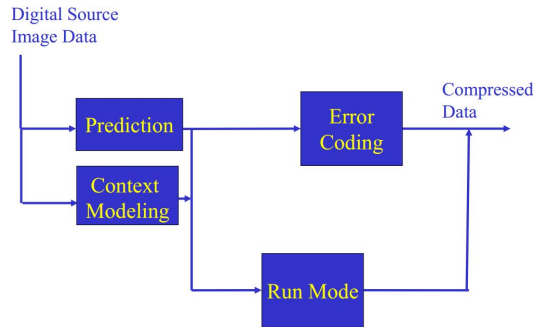 Digital Source
Image Data
Prediction
Context
Modeling
Error
Coding
Compressed
Data
Run Mode